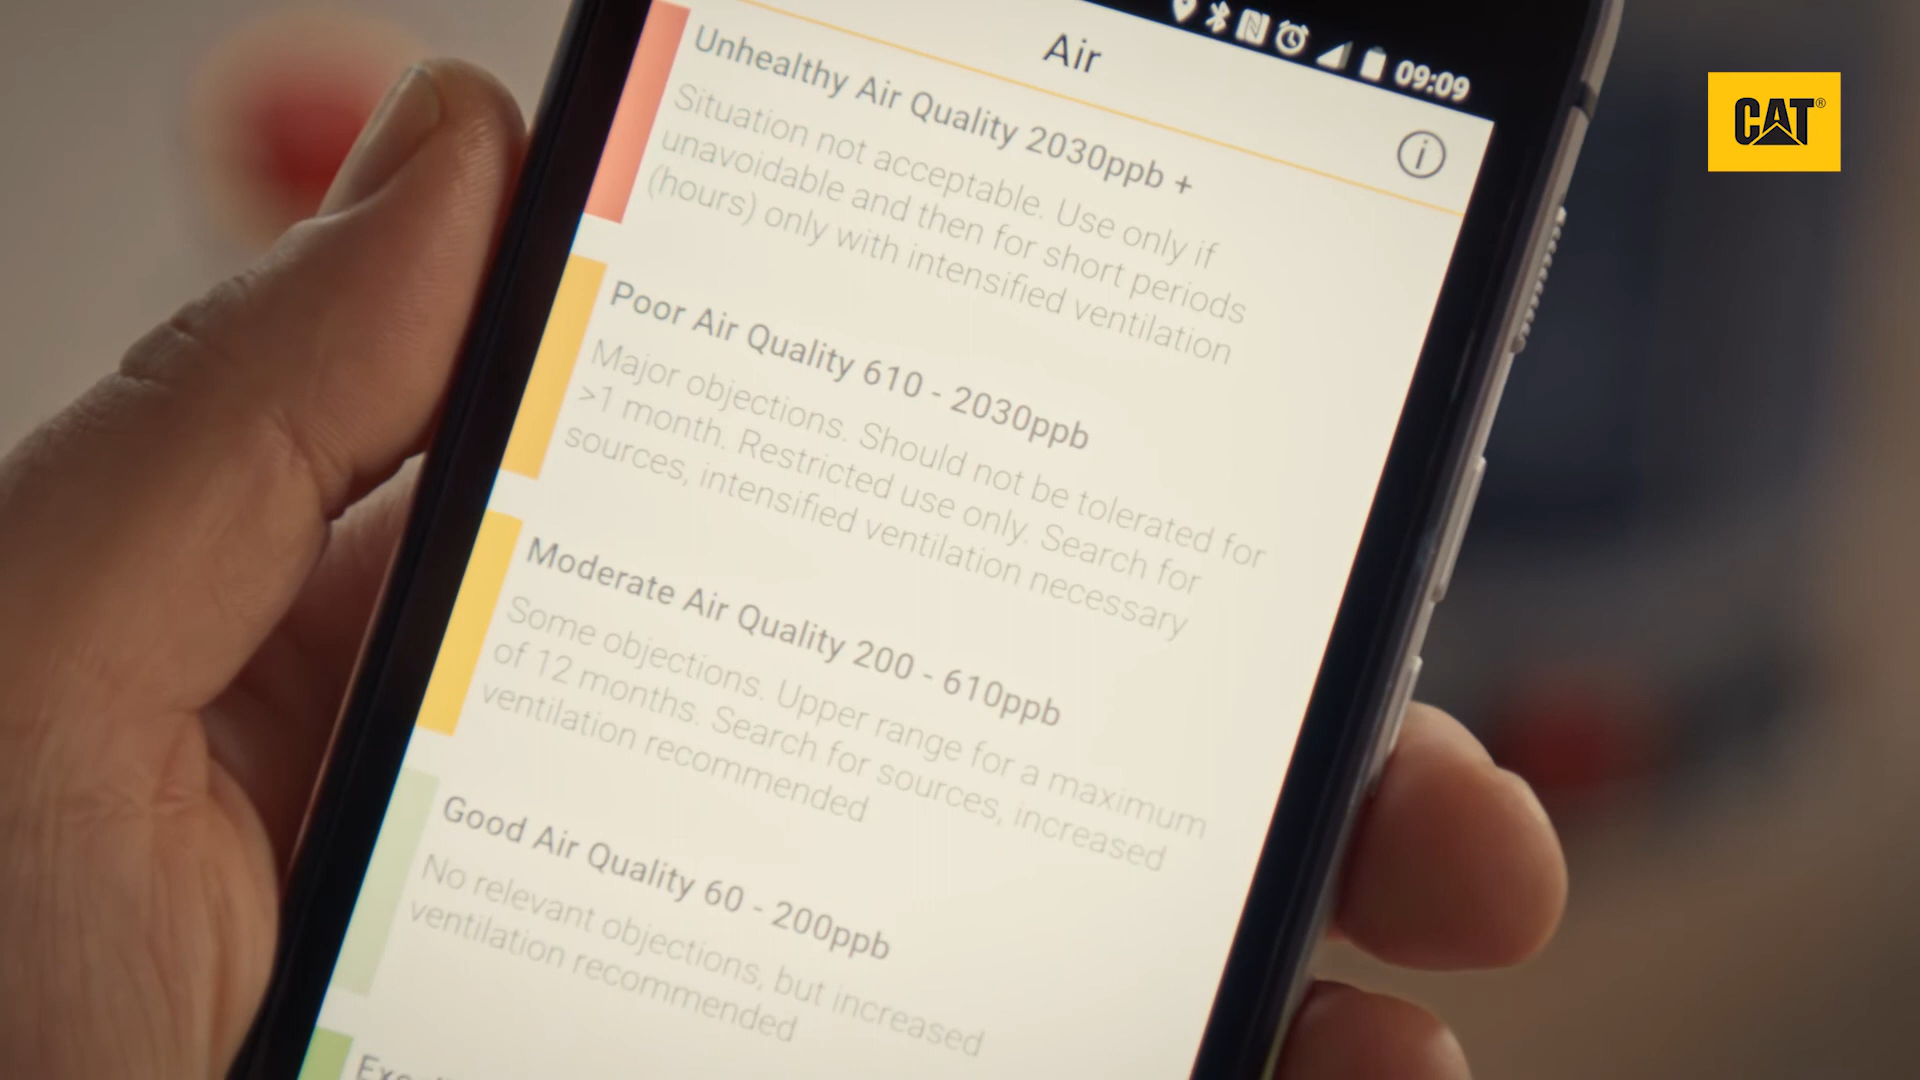 09:09
Air
CAT®
i
Unhealthy Air Quality 2030ppb +
Situation not acceptable. Use only if
unavoidable and then for short periods
(hours) only with intensified ventilation
Poor Air Quality 610 - 2030ppb
Major objections. Should not be tolerated for
>1 month. Restricted use only. Search for
sources, intensified ventilation necessary
Moderate Air Quality 200 - 610ppb
Some objections. Upper range for a maximum
of 12 months. Search for sources, increased
ventilation recommended
Good Air Quality 60 - 200ppb
No relevant objections, but increased
ventilation recommended